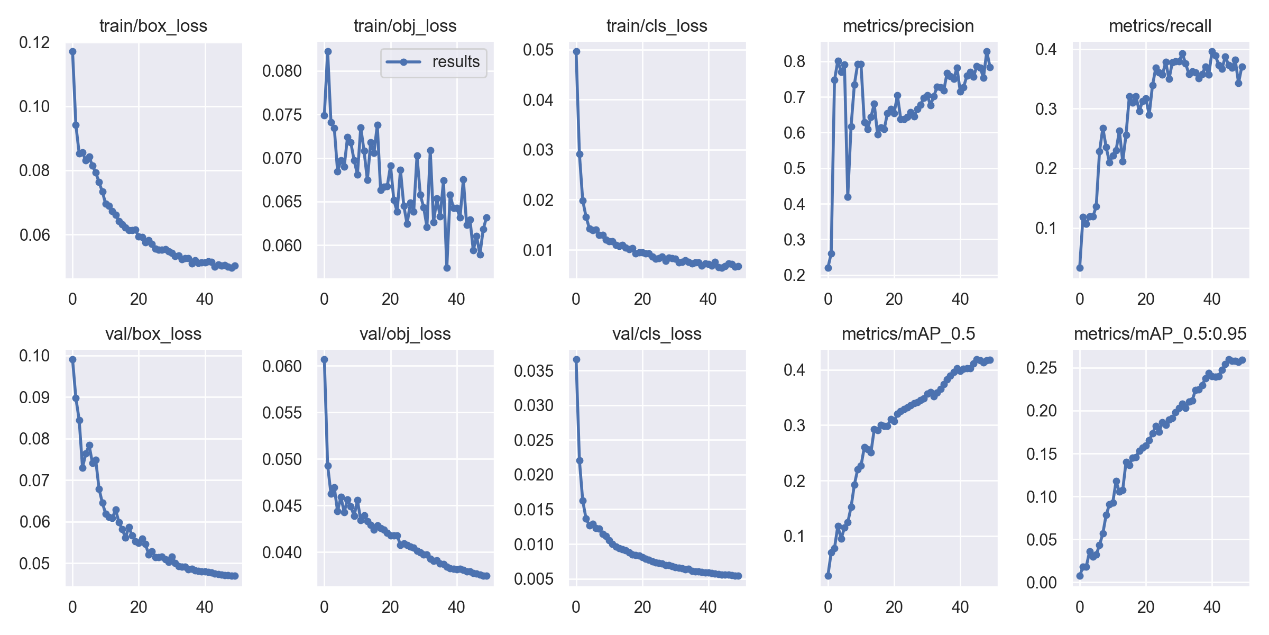 train/box_loss
0.12
0.10
0.08
0.06
0 20 40
train/obj_loss
results
0.080
0.075
0.070
0.065
0.060
0 20 40
train/cls_loss
0.05
0.04
0.03
0.02
0.01
0 20 40
metrics/precision
0.8
0.7
0.6
0.5
0.4
0.3
0.2
0 20 40
metrics/recall
0.4
0.3
0.2
0.1
0 20 40
val/box_loss
0.10
0.09
0.08
0.07
0.06
0.05
0 20 40
val/obj_loss
0.060
0.055
0.050
0.045
0.040
0 20 40
val/cls_loss
0.035
0.030
0.025
0.020
0.015
0.010
0.005
0 20 40
metrics/mAP_0.5
0.4
0.3
0.2
0.1
0 20 40
metrics/mAP_0.5:0.95
0.25
0.20
0.15
0.10
0.05
0.00
0 20 40